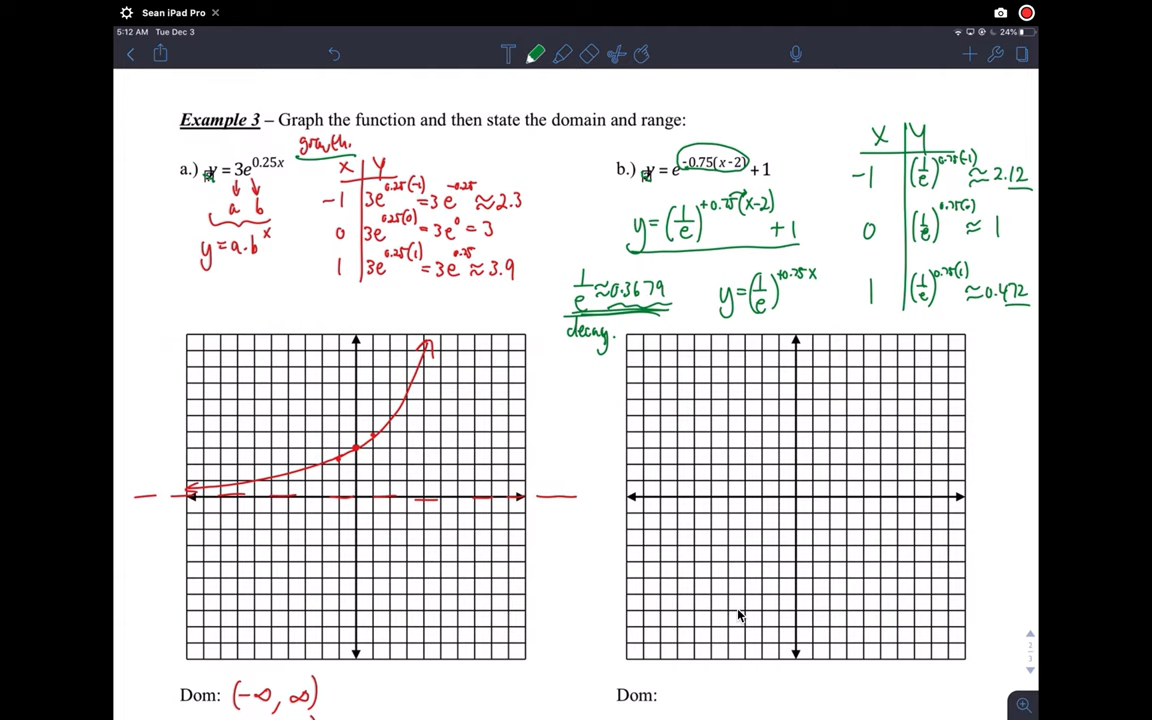 Sean iPad Pro
5:12 AM Tue Dec 3
24%
Example 3 – Graph the function and then state the domain and range:
growth.
a.) y = 3e^{0.25x}
a b
y = a·b^x
x | y
-1 | 3e^{0.25(-1)} = 3e^{-0.25} ≈ 2.3
0 | 3e^{0.25(0)} = 3e^0 = 3
1 | 3e^{0.25(1)} = 3e^{0.25} ≈ 3.9
b.) y = e^{-0.75(x-2)} + 1
y = (1/e)^{+0.75(x-2)} + 1
1/e ≈ 0.3679
decay.
y = (1/e)^{+0.75x}
x | y
-1 | (1/e)^{0.75(-1)} ≈ 2.12
0 | (1/e)^{0.75(0)} ≈ 1
1 | (1/e)^{0.75(1)} ≈ 0.472
Dom: (-∞, ∞)
Dom:
2/3